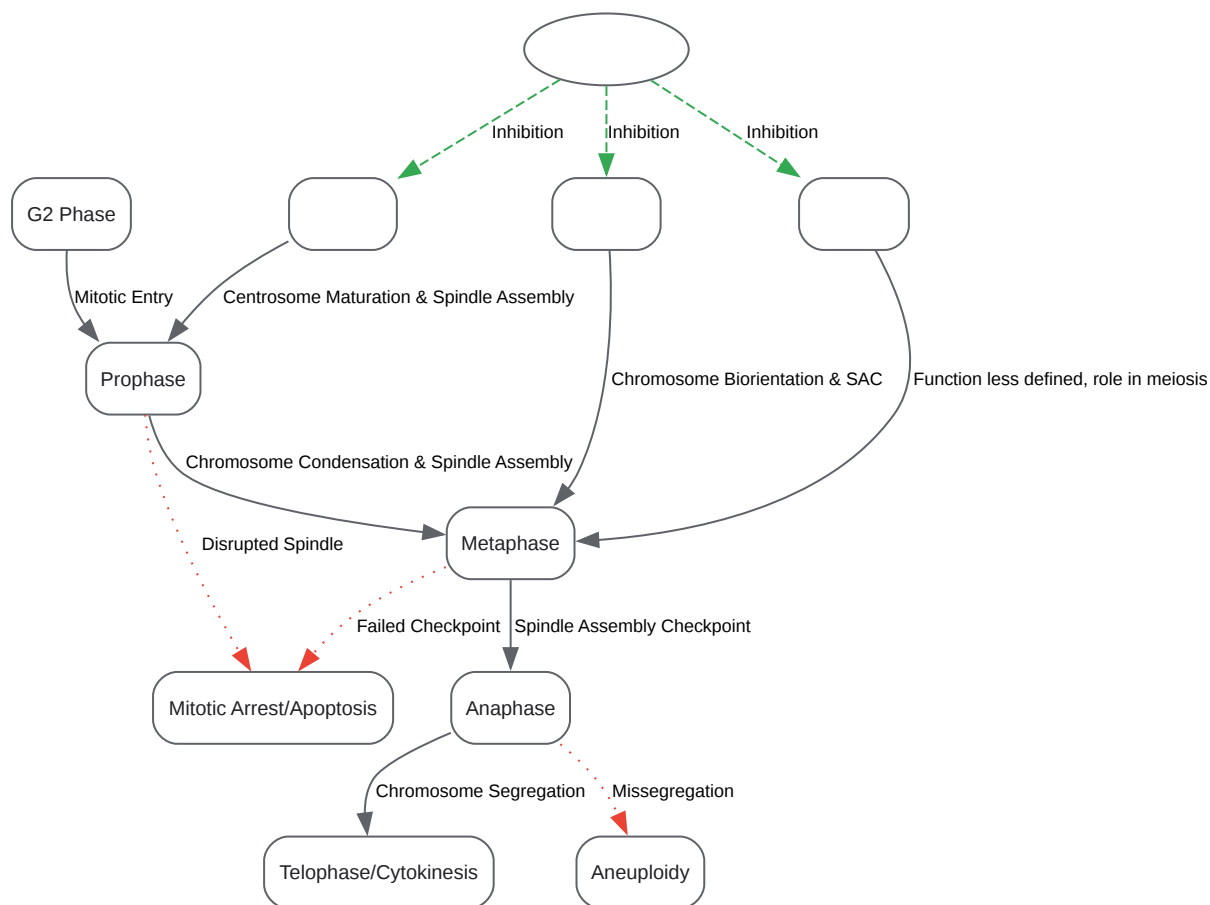 Inhibition
Inhibition
Inhibition
G2 Phase
Mitotic Entry
Centrosome Maturation & Spindle Assembly
Prophase
Chromosome Biorientation & SAC
Function less defined, role in meiosis
Chromosome Condensation & Spindle Assembly
Disrupted Spindle
Metaphase
Failed Checkpoint
Spindle Assembly Checkpoint
Mitotic Arrest/Apoptosis
Anaphase
Chromosome Segregation
Missegregation
Telophase/Cytokinesis
Aneuploidy